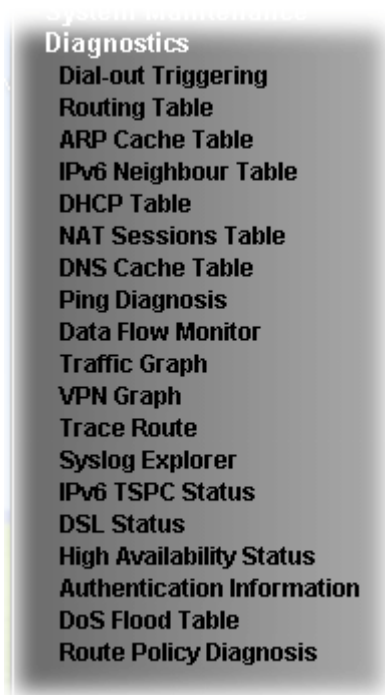 System Maintenance
Diagnostics
Dial-out Triggering
Routing Table
ARP Cache Table
IPv6 Neighbour Table
DHCP Table
NAT Sessions Table
DNS Cache Table
Ping Diagnosis
Data Flow Monitor
Traffic Graph
VPN Graph
Trace Route
Syslog Explorer
IPv6 TSPC Status
DSL Status
High Availability Status
Authentication Information
DoS Flood Table
Route Policy Diagnosis